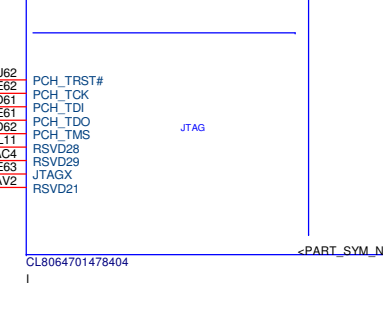 J62 PCH_TRST#
E62 PCH_TCK
D61 PCH_TDI
E61 PCH_TDO
D62 PCH_TMS
L11 RSVD28
AC4 RSVD29
E63 JTAGX
AV2 RSVD21
JTAG
<PART_SYM_N
CL8064701478404
I